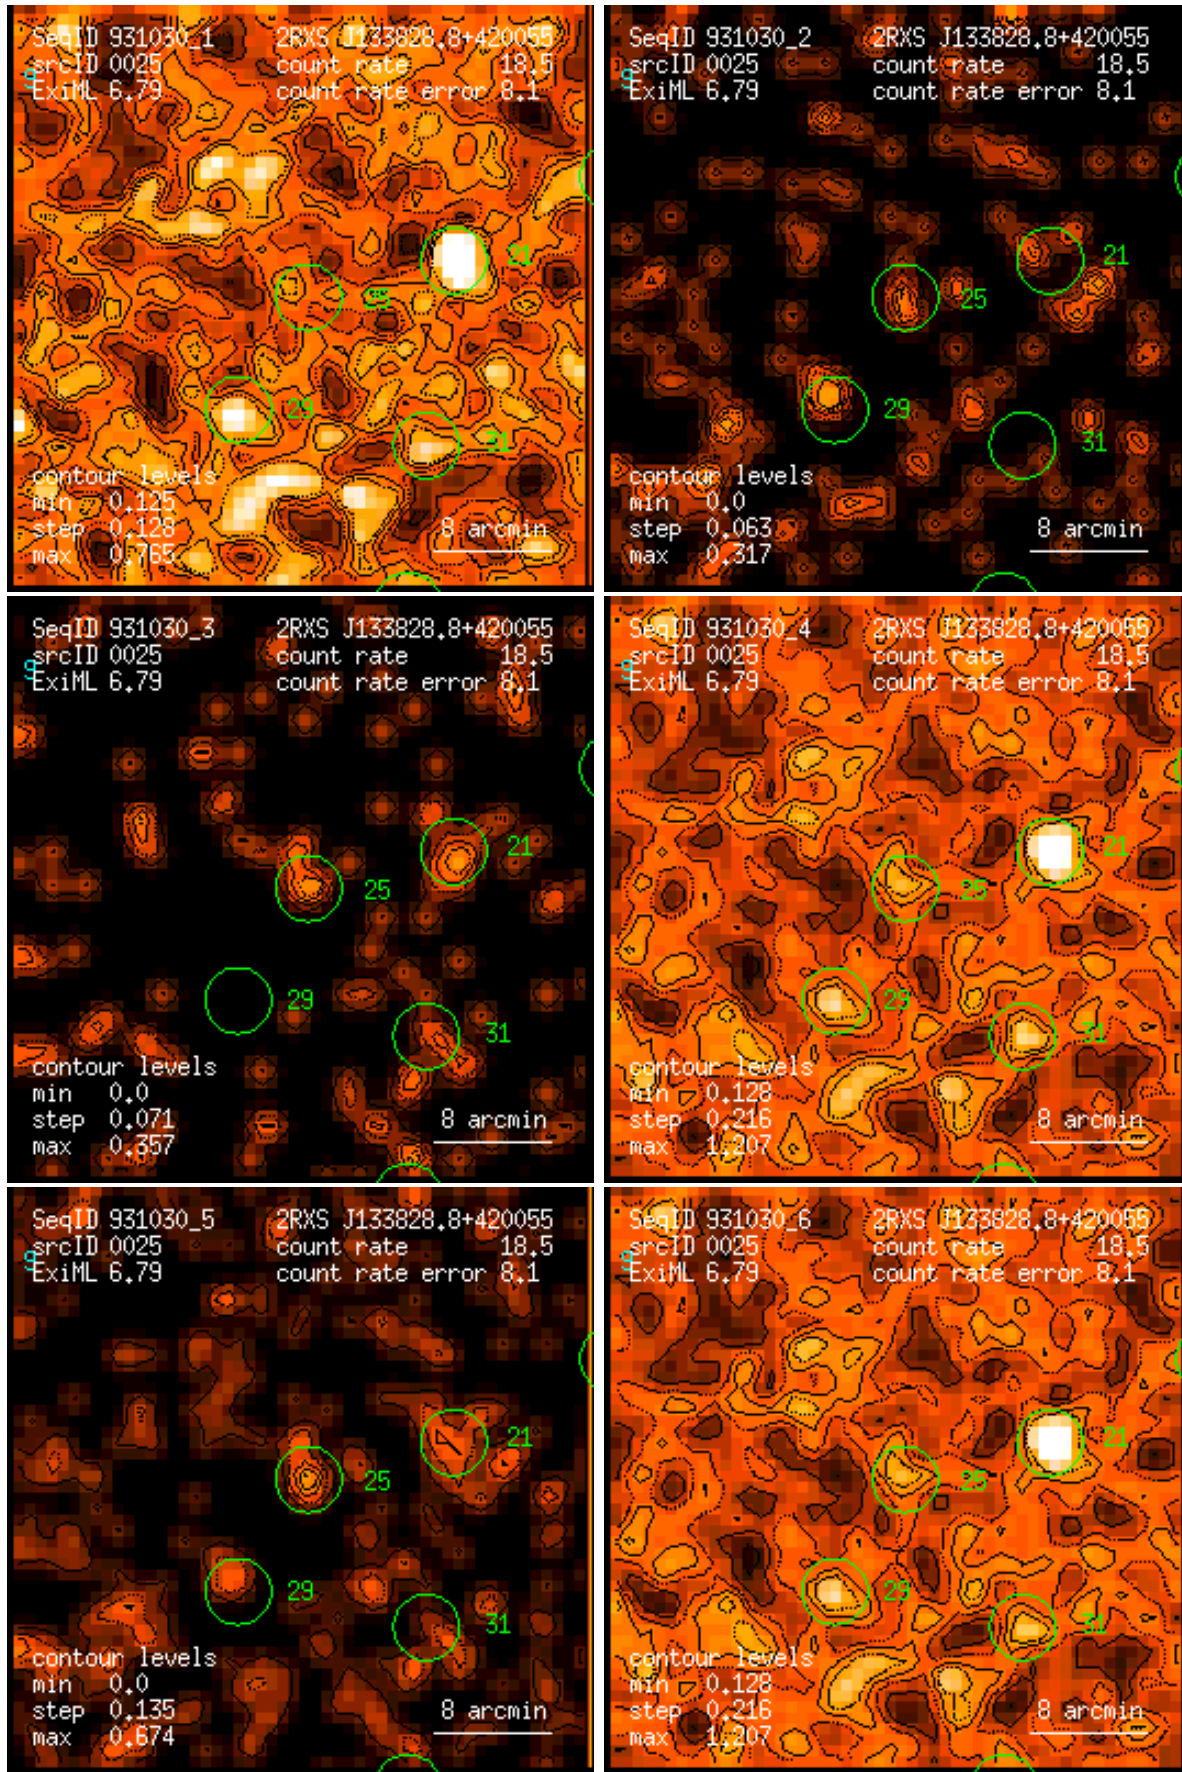 SeqID 931030_1 2RXS J133828.8+420055
srcID 0025 count rate 18.5
9
ExiML 6.79 count rate error 8.1
21
25
29
31
contour levels
min 0.125
step 0.128 8 arcmin
max 0.765
SeqID 931030_2 2RXS J133828.8+420055
srcID 0025 count rate 18.5
9
ExiML 6.79 count rate error 8.1
21
25
29
31
contour levels
min 0.0
step 0.063 8 arcmin
max 0.317
SeqID 931030_3 2RXS J133828.8+420055
srcID 0025 count rate 18.5
9
ExiML 6.79 count rate error 8.1
21
25
29
31
contour levels
min 0.0
step 0.071 8 arcmin
max 0.357
SeqID 931030_4 2RXS J133828.8+420055
srcID 0025 count rate 18.5
9
ExiML 6.79 count rate error 8.1
21
25
29
31
contour levels
min 0.128
step 0.216 8 arcmin
max 1.207
SeqID 931030_5 2RXS J133828.8+420055
srcID 0025 count rate 18.5
9
ExiML 6.79 count rate error 8.1
21
25
29
31
contour levels
min 0.0
step 0.135 8 arcmin
max 0.674
SeqID 931030_6 2RXS J133828.8+420055
srcID 0025 count rate 18.5
9
ExiML 6.79 count rate error 8.1
21
25
29
31
contour levels
min 0.128
step 0.216 8 arcmin
max 1.207